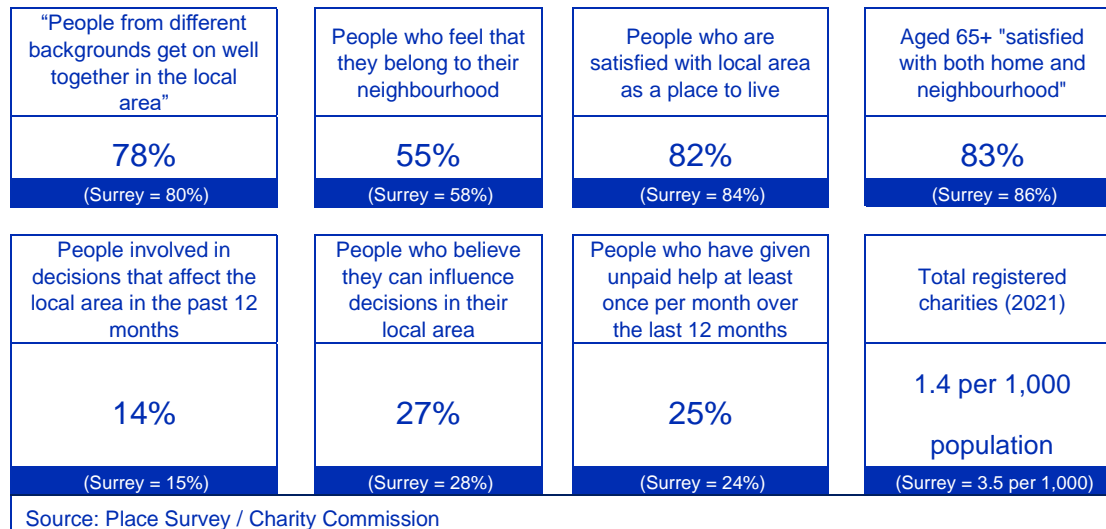 “People from different
backgrounds get on well
together in the local
area”
78%
(Surrey = 80%)
People who feel that
they belong to their
neighbourhood
55%
(Surrey = 58%)
People who are
satisfied with local area
as a place to live
82%
(Surrey = 84%)
Aged 65+ "satisfied
with both home and
neighbourhood"
83%
(Surrey = 86%)
People involved in
decisions that affect the
local area in the past 12
months
14%
(Surrey = 15%)
People who believe
they can influence
decisions in their
local area
27%
(Surrey = 28%)
People who have given
unpaid help at least
once per month over
the last 12 months
25%
(Surrey = 24%)
Total registered
charities (2021)
1.4 per 1,000
population
(Surrey = 3.5 per 1,000)
Source: Place Survey / Charity Commission